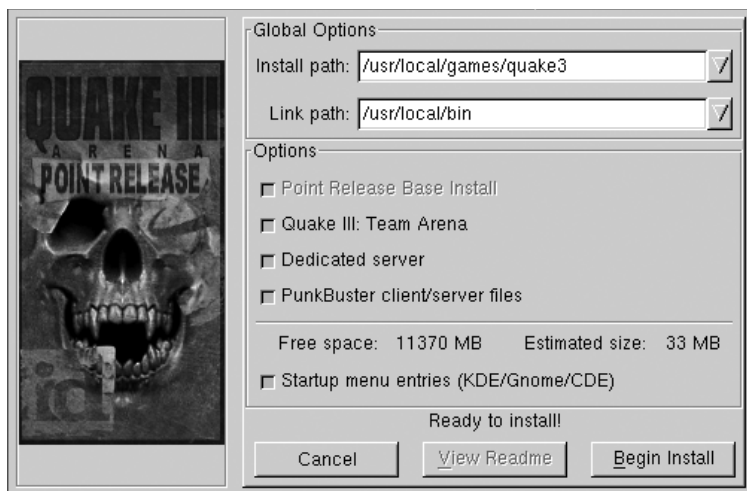 QUAKE III
ARENA
POINT RELEASE
id
Global Options
Install path: /usr/local/games/quake3
Link path: /usr/local/bin
Options
Point Release Base Install
Quake III: Team Arena
Dedicated server
PunkBuster client/server files
Free space: 11370 MB Estimated size: 33 MB
Startup menu entries (KDE/Gnome/CDE)
Ready to install!
Cancel View Readme Begin Install